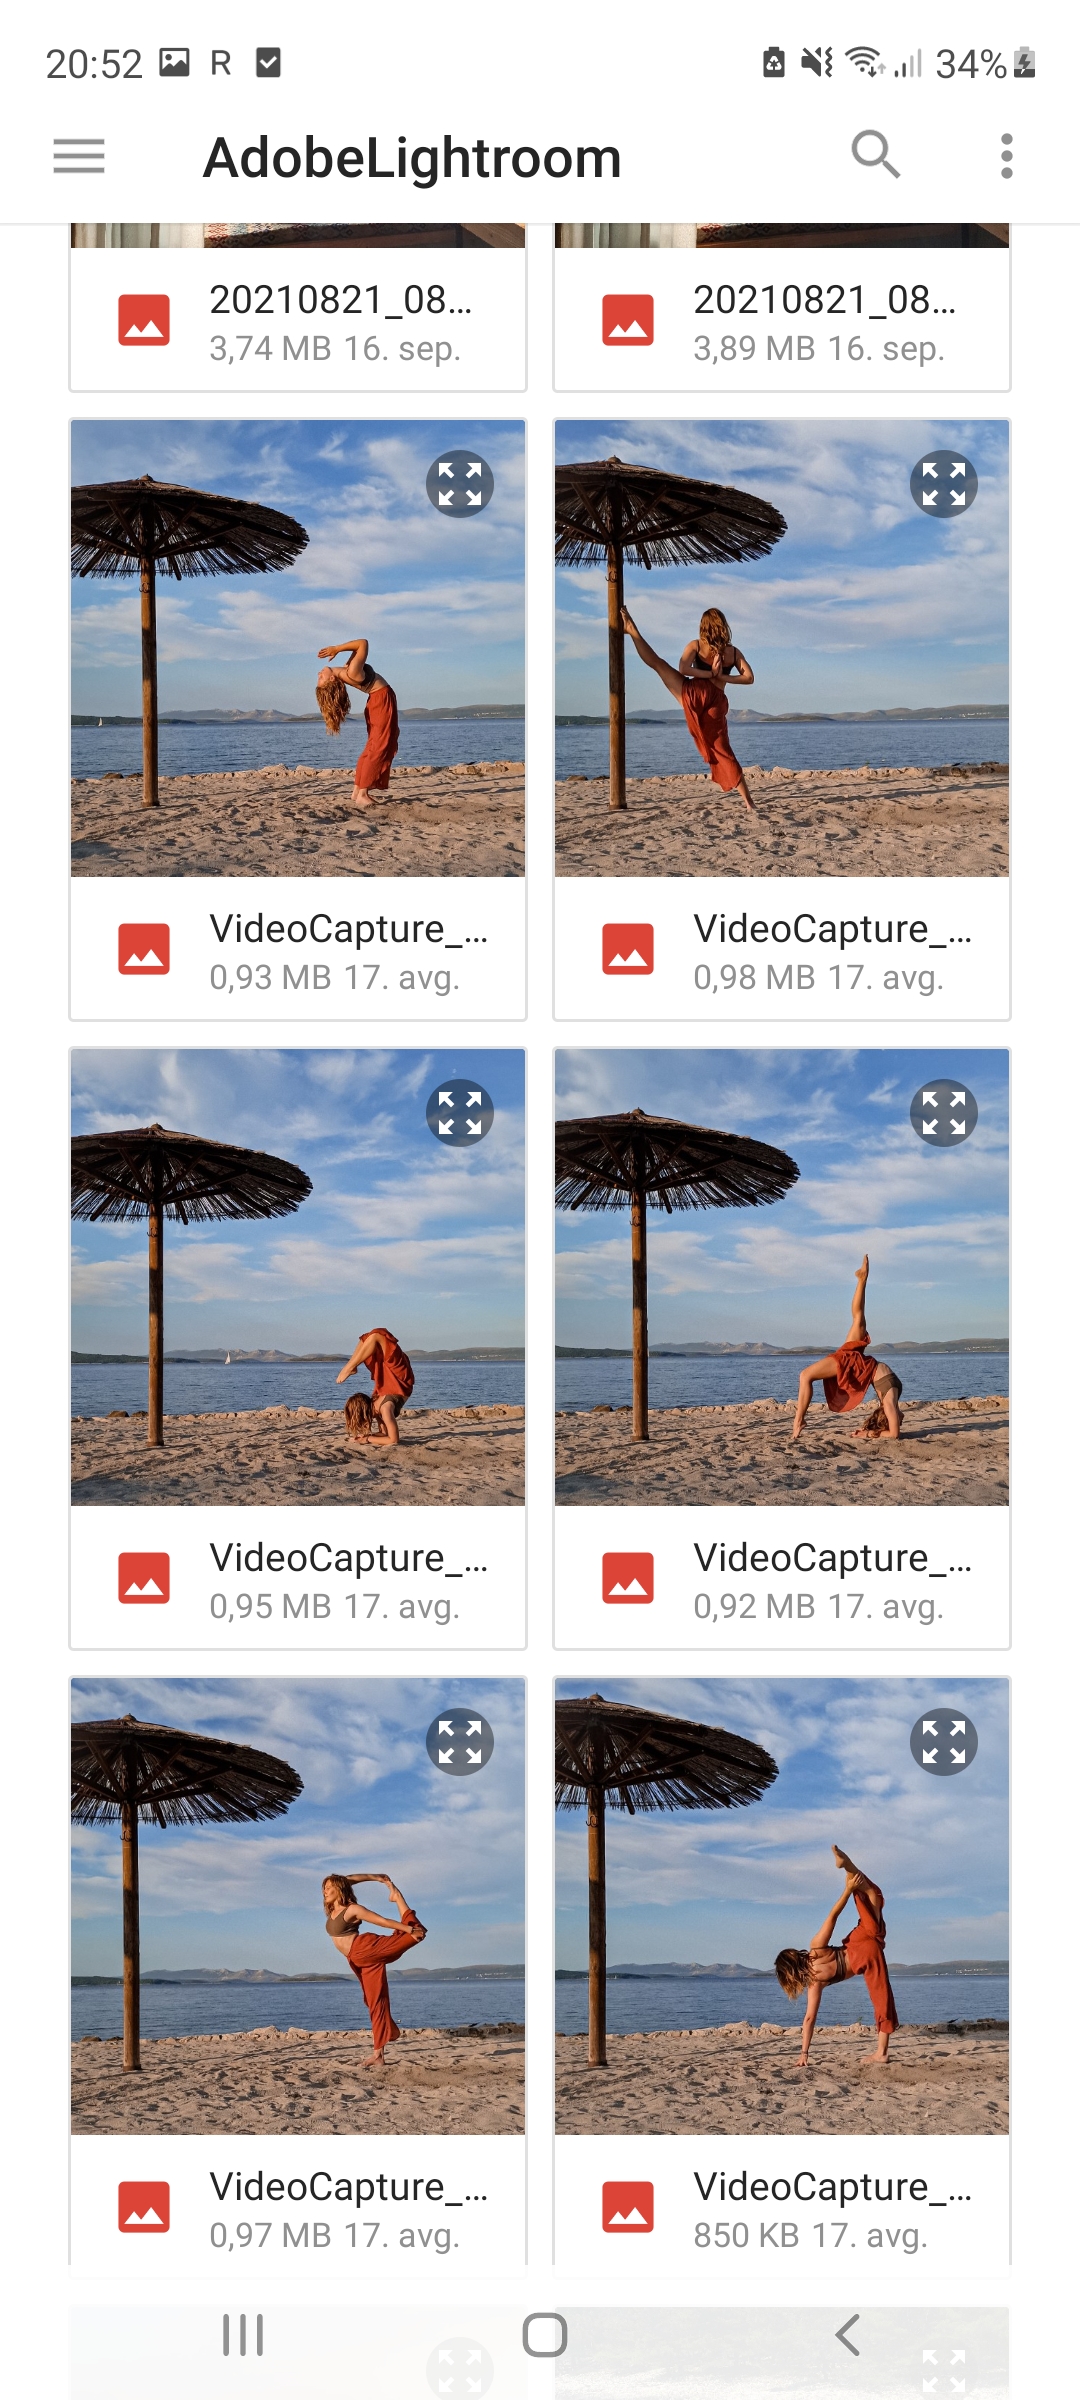 20:52 R 34%
AdobeLightroom
20210821_08...
3,74 MB 16. sep.
20210821_08...
3,89 MB 16. sep.
VideoCapture_...
0,93 MB 17. avg.
VideoCapture_...
0,98 MB 17. avg.
VideoCapture_...
0,95 MB 17. avg.
VideoCapture_...
0,92 MB 17. avg.
VideoCapture_...
0,97 MB 17. avg.
VideoCapture_...
850 KB 17. avg.